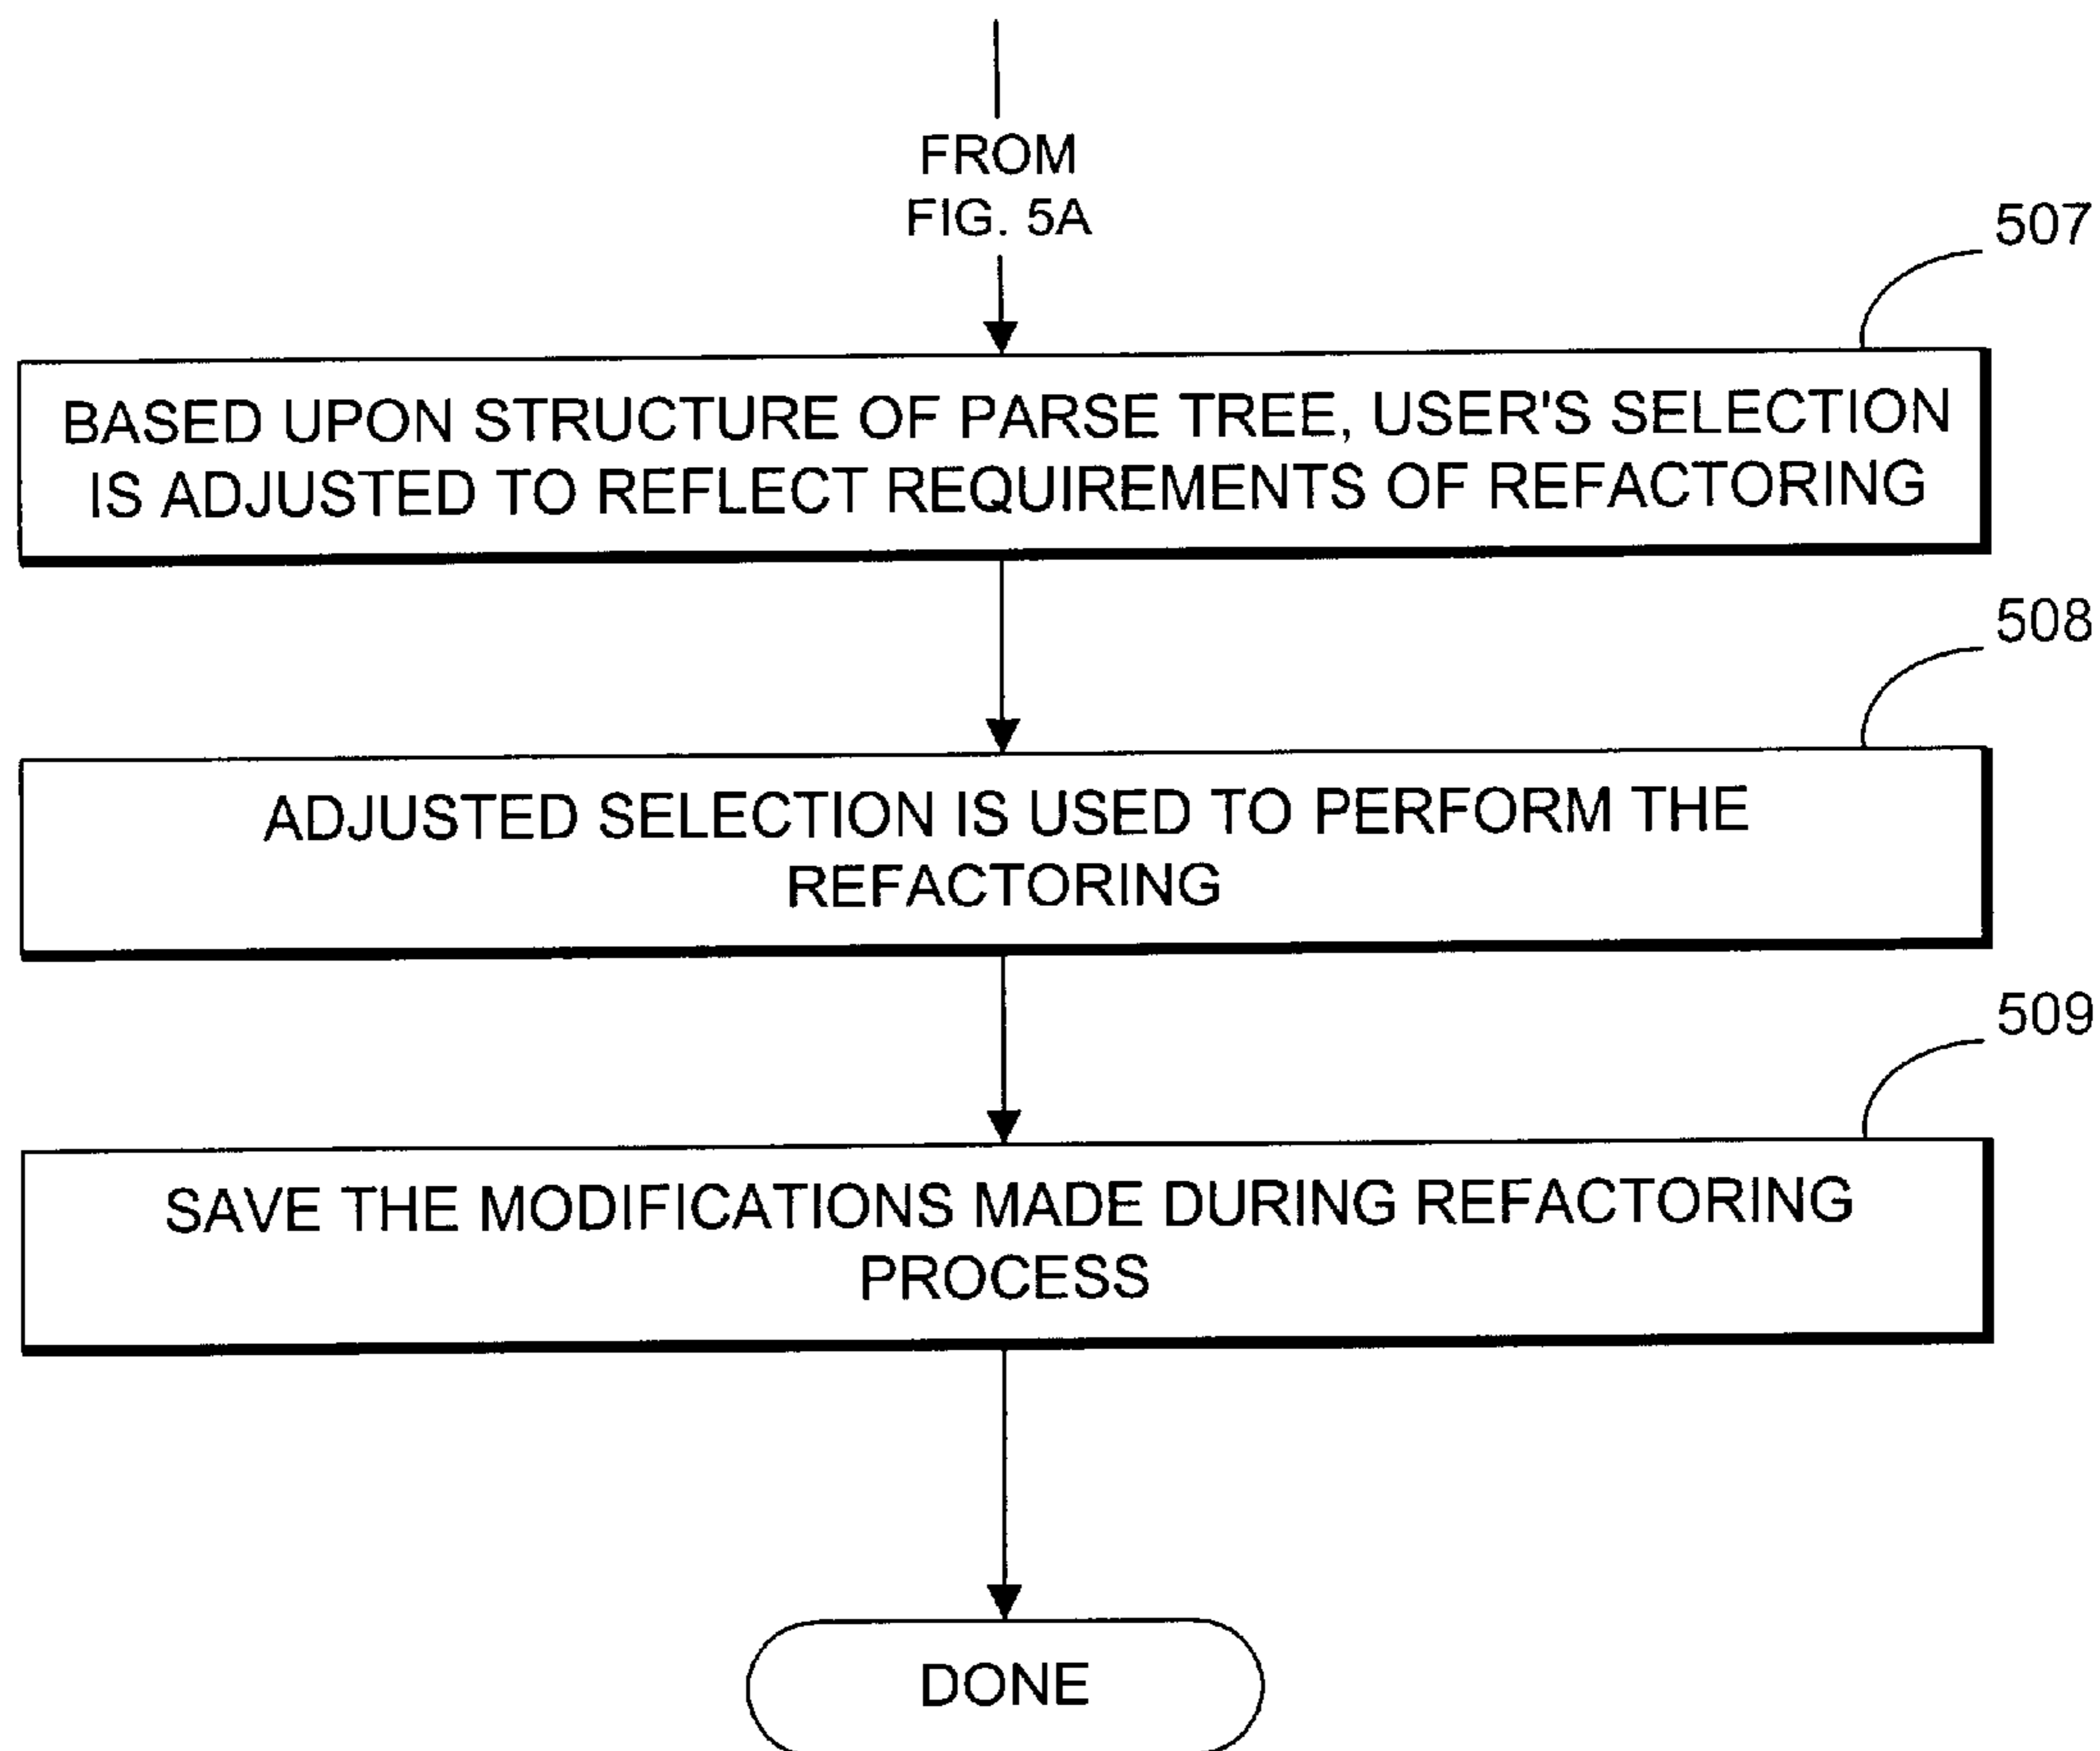 FROM
FIG. 5A
507
BASED UPON STRUCTURE OF PARSE TREE, USER'S SELECTION
IS ADJUSTED TO REFLECT REQUIREMENTS OF REFACTORING
508
ADJUSTED SELECTION IS USED TO PERFORM THE
REFACTORING
509
SAVE THE MODIFICATIONS MADE DURING REFACTORING
PROCESS
DONE